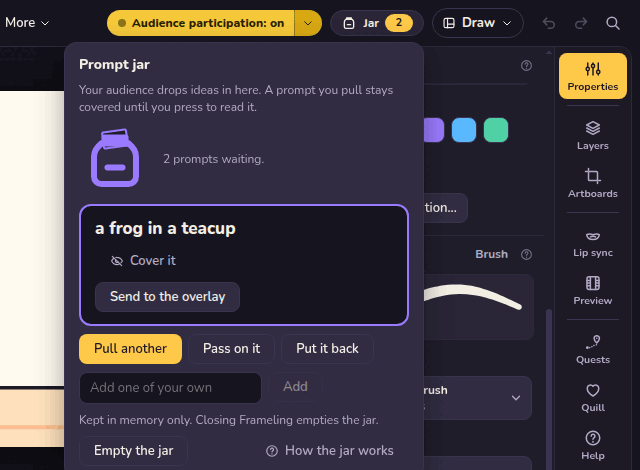 More
Audience participation: on
Jar 2
Draw
Prompt jar
Your audience drops ideas in here. A prompt you pull stays
covered until you press to read it.
2 prompts waiting.
a frog in a teacup
Cover it
Send to the overlay
Pull another
Pass on it
Put it back
Add one of your own
Add
Kept in memory only. Closing Frameling empties the jar.
Empty the jar
How the jar works
tion...
Brush
rush
Properties
Layers
Artboards
Lip sync
Preview
Quests
Quill
Help